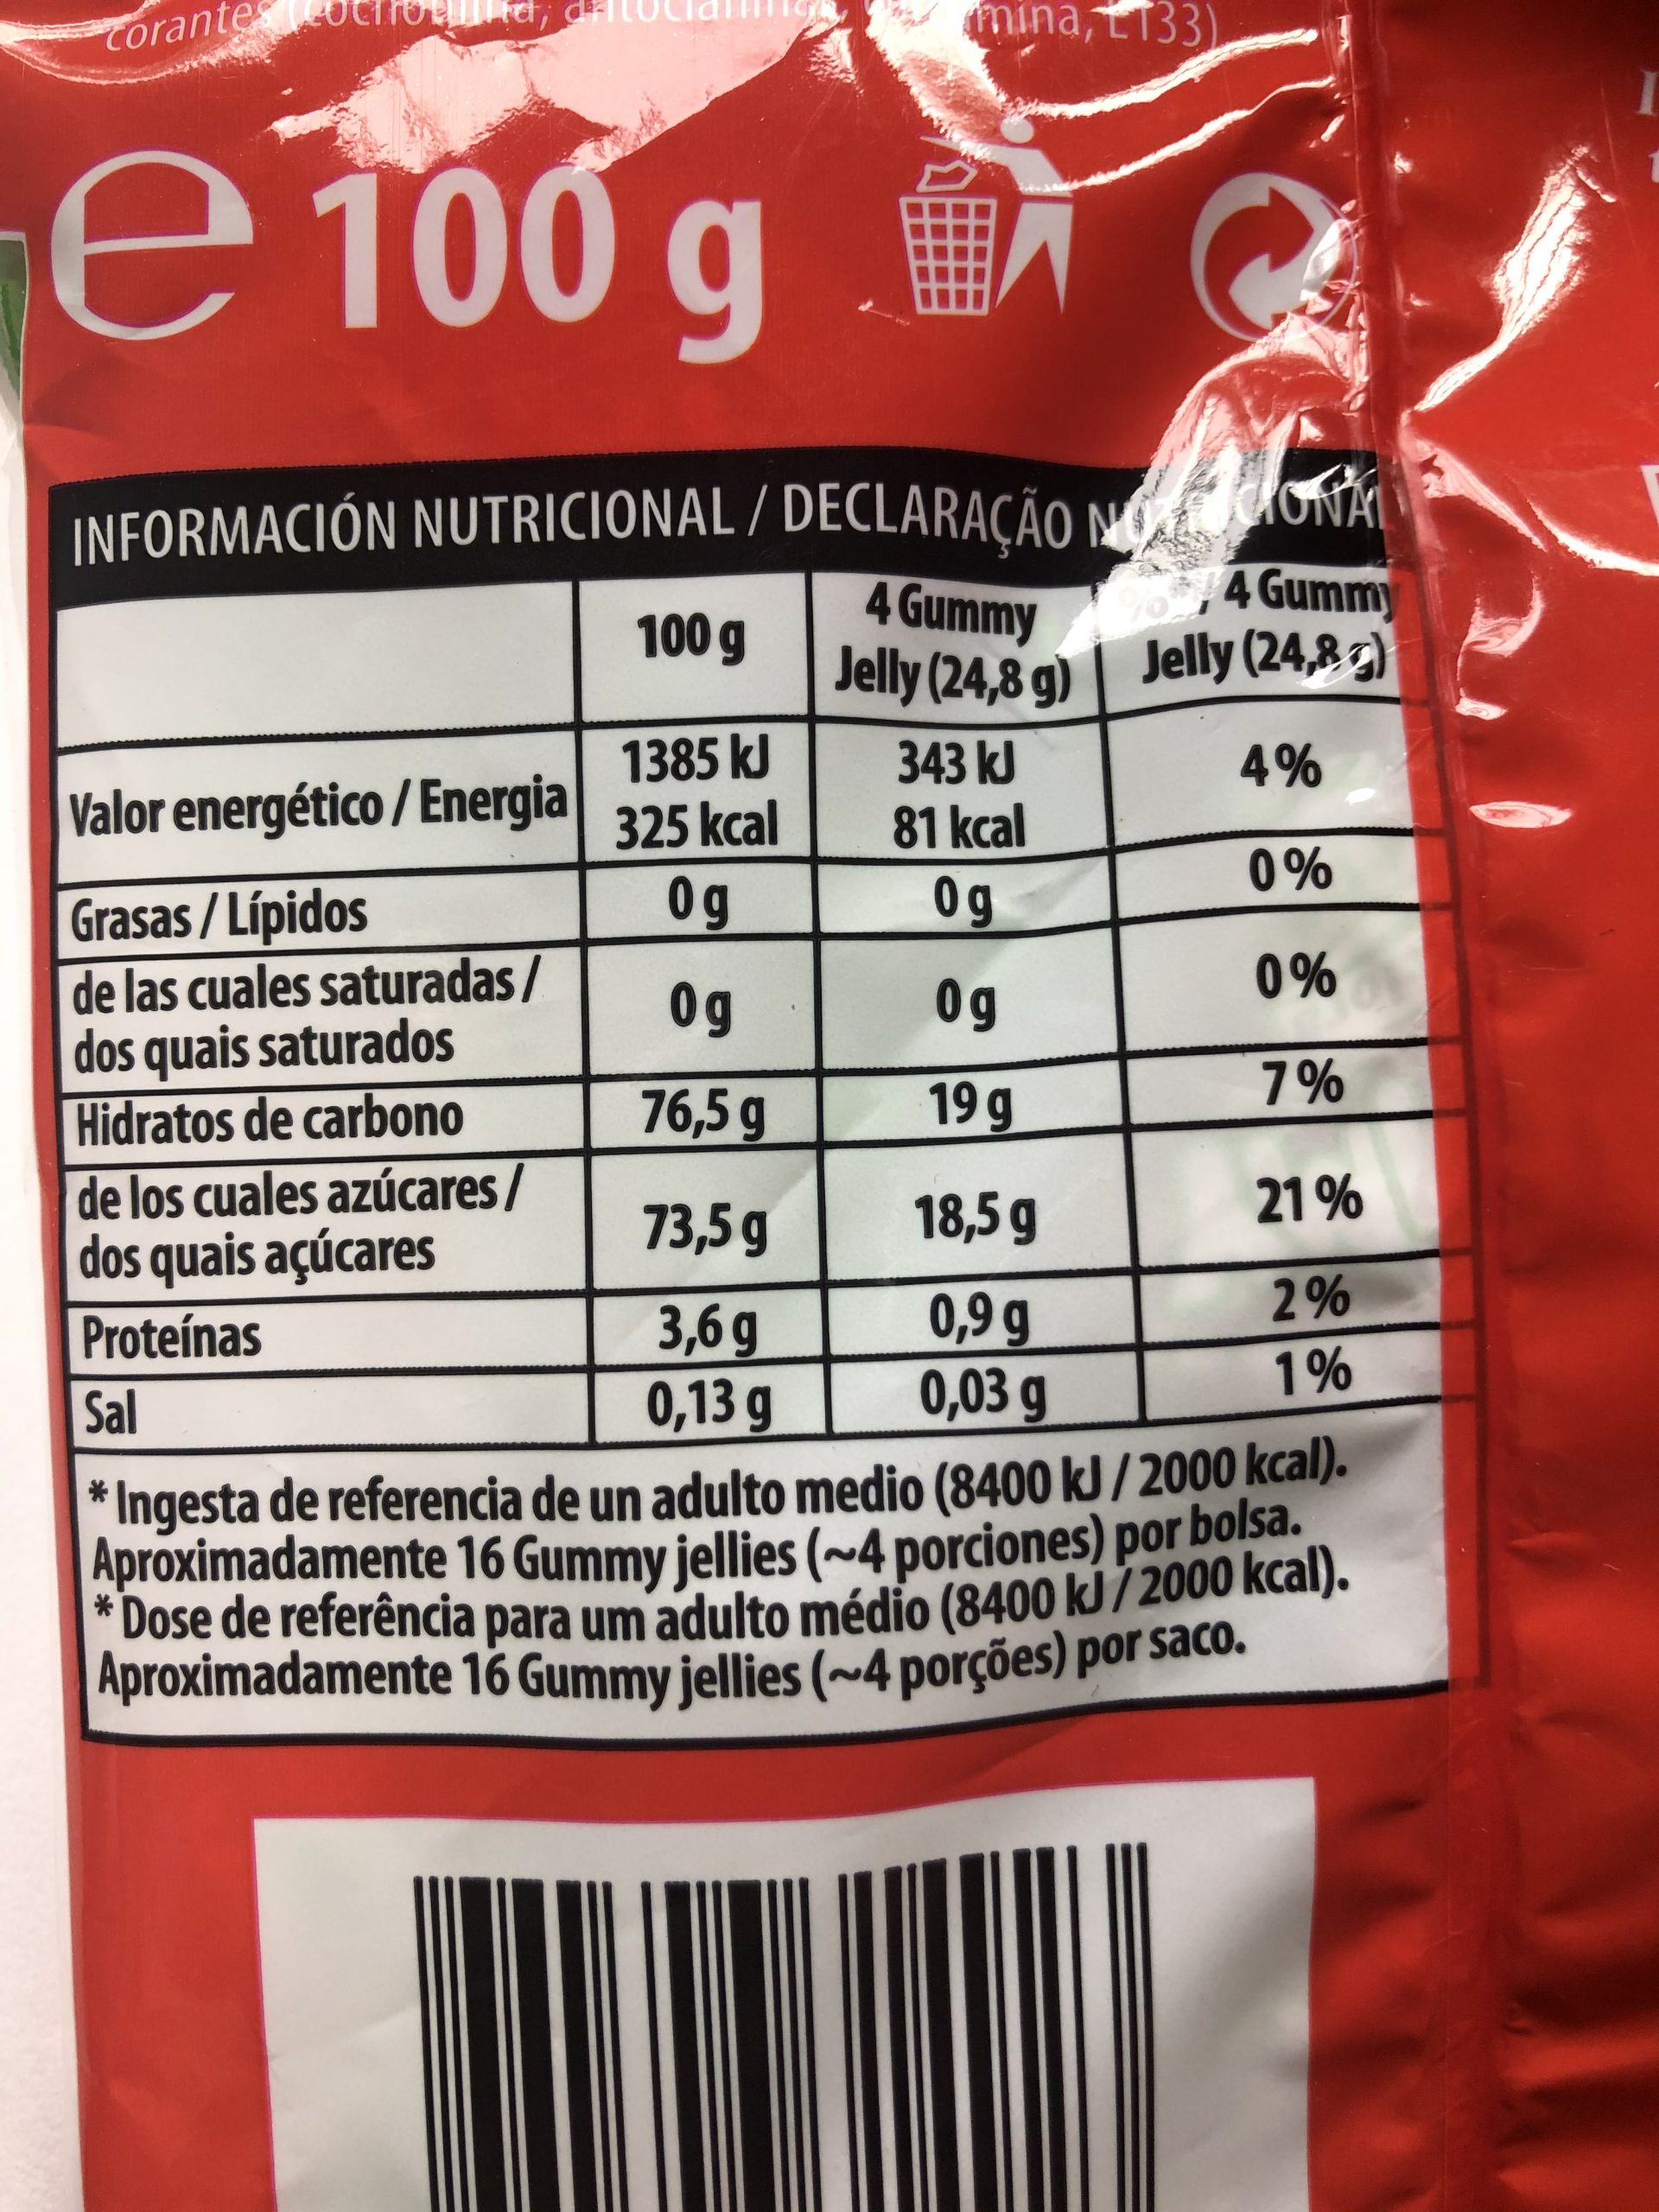 corantes mina, E133)
e 100 g
INFORMACIÓN NUTRICIONAL / DECLARAÇÃO
100 g
4 Gummy
Jelly (24,8 g)
4 Gummy
Jelly (24,8 g)
Valor energético / Energia
1385 kJ
325 kcal
343 kJ
81 kcal
4 %
Grasas / Lípidos 0 g 0 g 0 %
de las cuales saturadas /
dos quais saturados
0 g 0 g 0 %
Hidratos de carbono 76,5 g 19 g 7 %
de los cuales azúcares /
dos quais açúcares
73,5 g 18,5 g 21 %
Proteínas 3,6 g 0,9 g 2 %
Sal 0,13 g 0,03 g 1 %
* Ingesta de referencia de un adulto medio (8400 kJ / 2000 kcal).
Aproximadamente 16 Gummy jellies (~4 porciones) por bolsa.
* Dose de referência para um adulto médio (8400 kJ / 2000 kcal).
Aproximadamente 16 Gummy jellies (~4 porções) por saco.